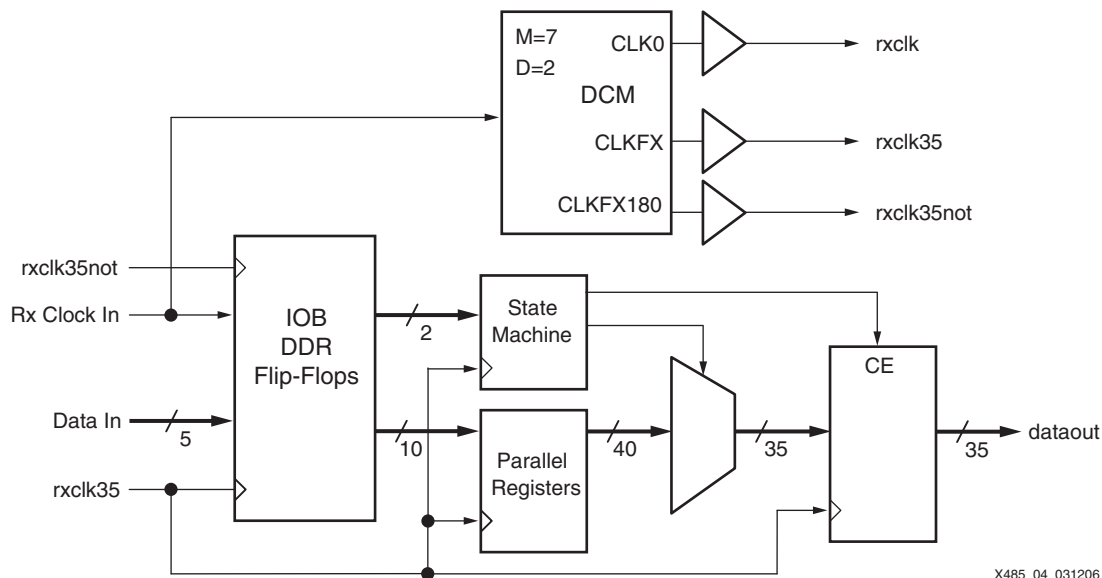 M=7
D=2
DCM
CLK0
CLKFX
CLKFX180
rxclk
rxclk35
rxclk35not
rxclk35not
Rx Clock In
Data In
5
rxclk35
IOB
DDR
Flip-Flops
2
10
State
Machine
Parallel
Registers
40
35
CE
35
dataout
X485_04_031206